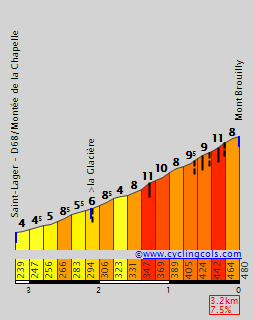 Saint-Lager - D68/Montée de la Chapelle
>la Glacière
Mont Brouilly
4 4⁵ 5 8⁵ 5⁵ 6 8⁵ 4 8 11 10 8 9⁵ 9 11 8
©www.cyclingcols.com
239 247 256 266 283 294 306 323 331 347 369 389 405 424 442 464 480
3 2 1 0
3.2km
7.5%